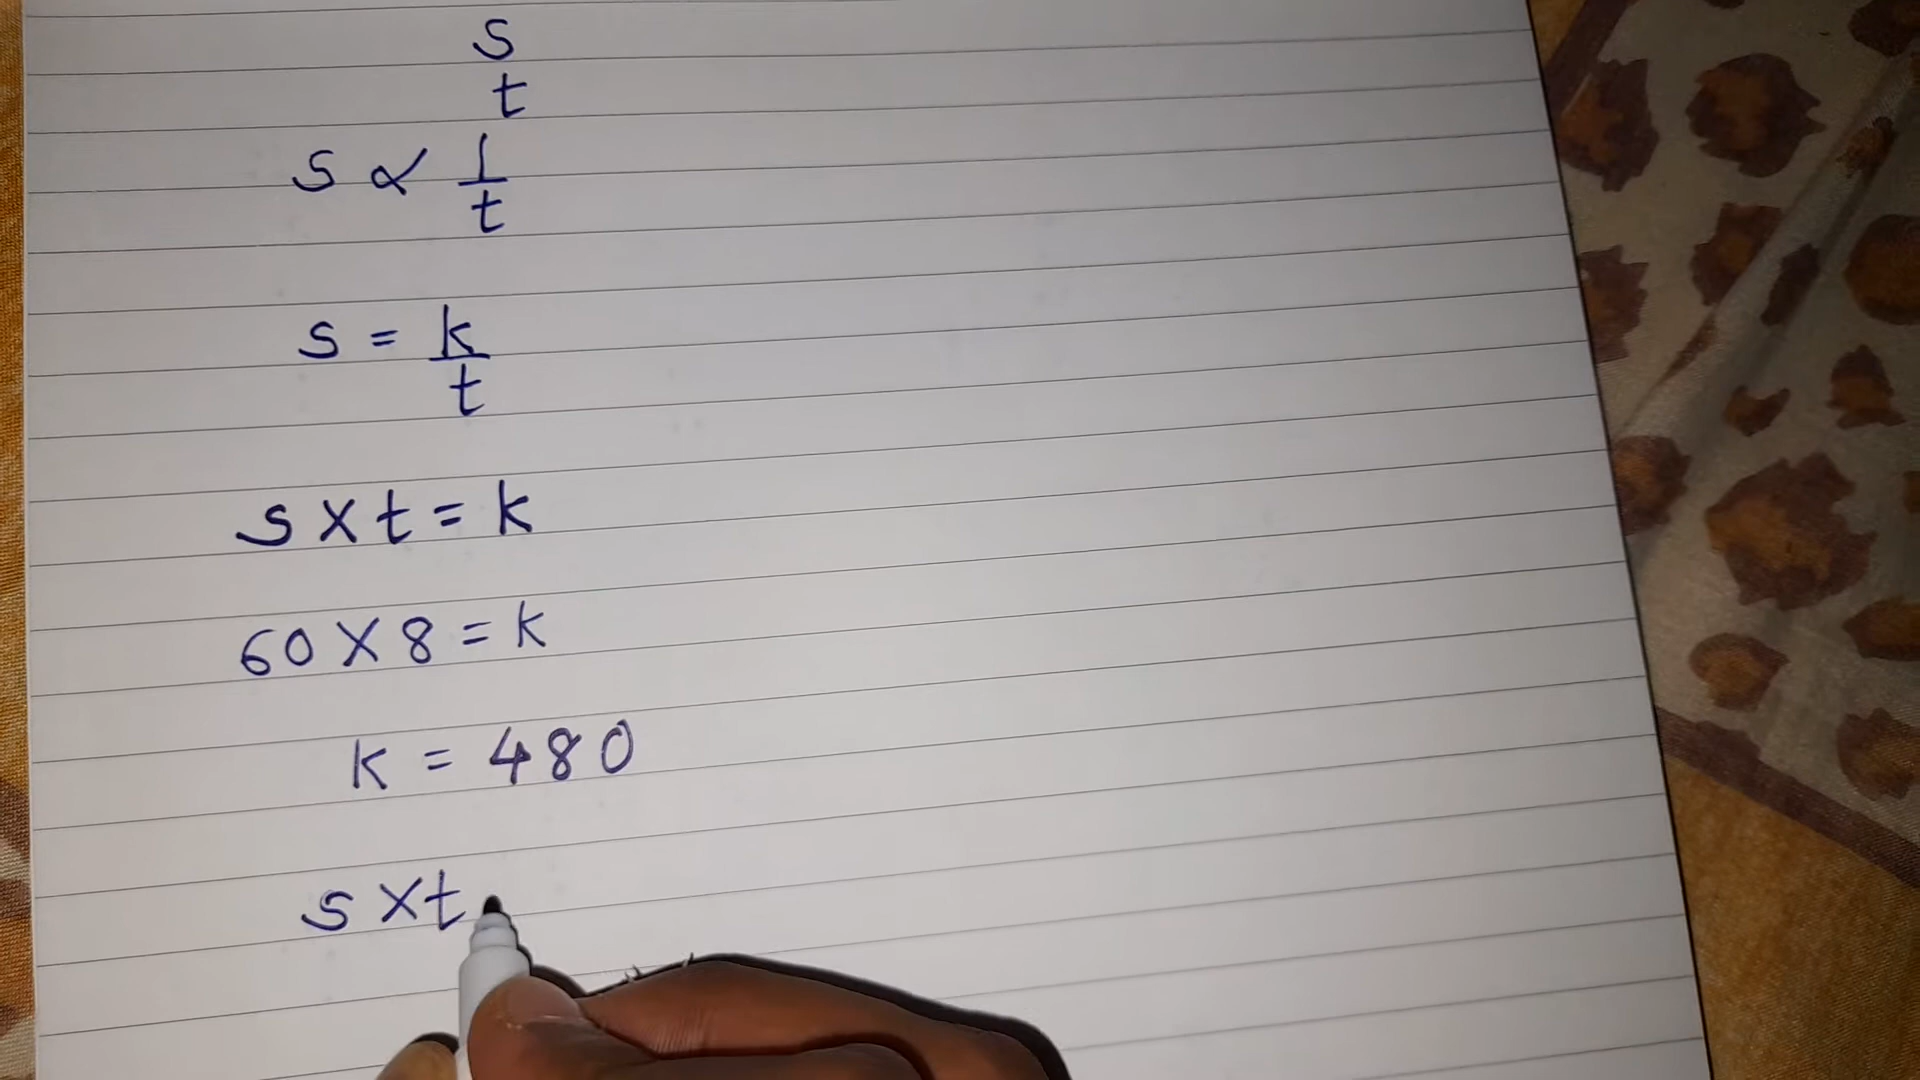 s
t
s ∝ 1/t
s = k/t
s × t = k
60 × 8 = k
k = 480
s × t